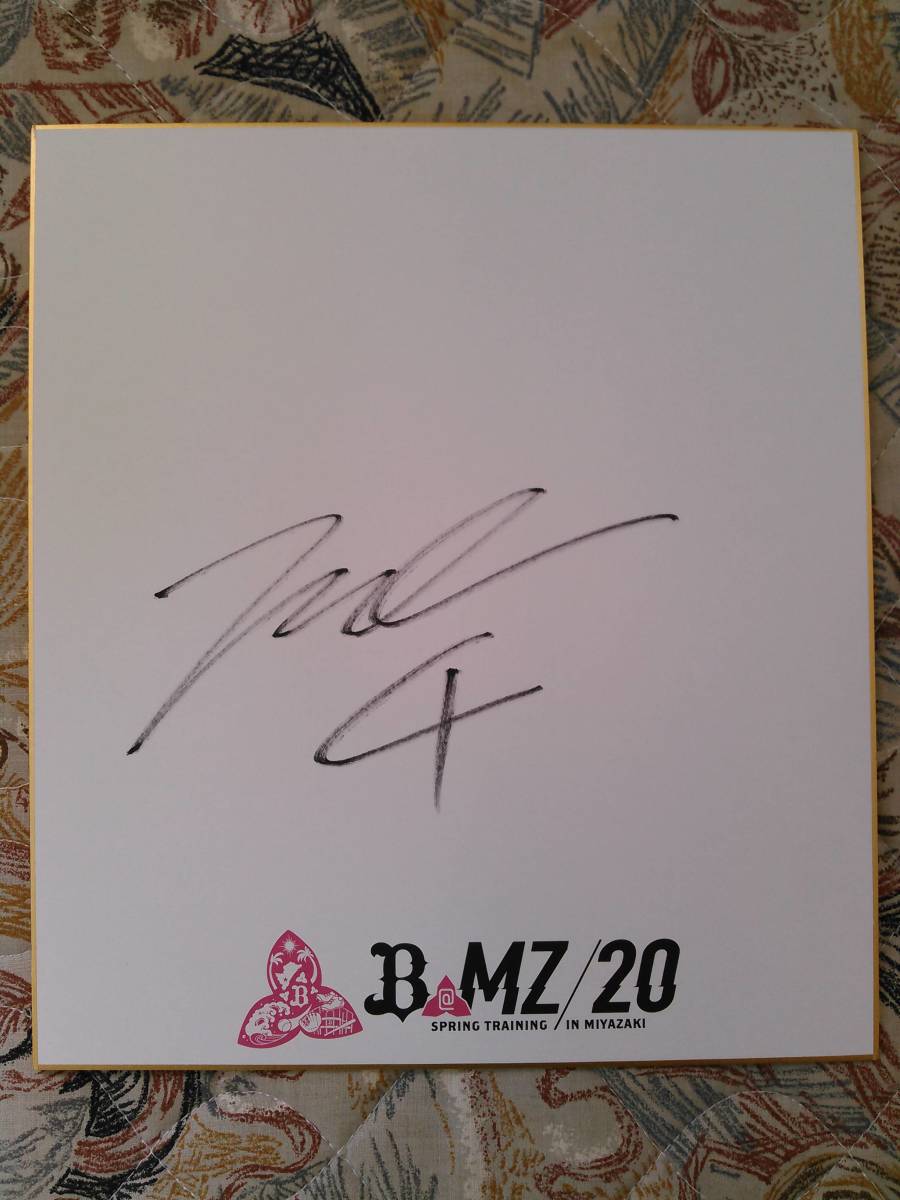 4
B@MZ/20
SPRING TRAINING / IN MIYAZAKI